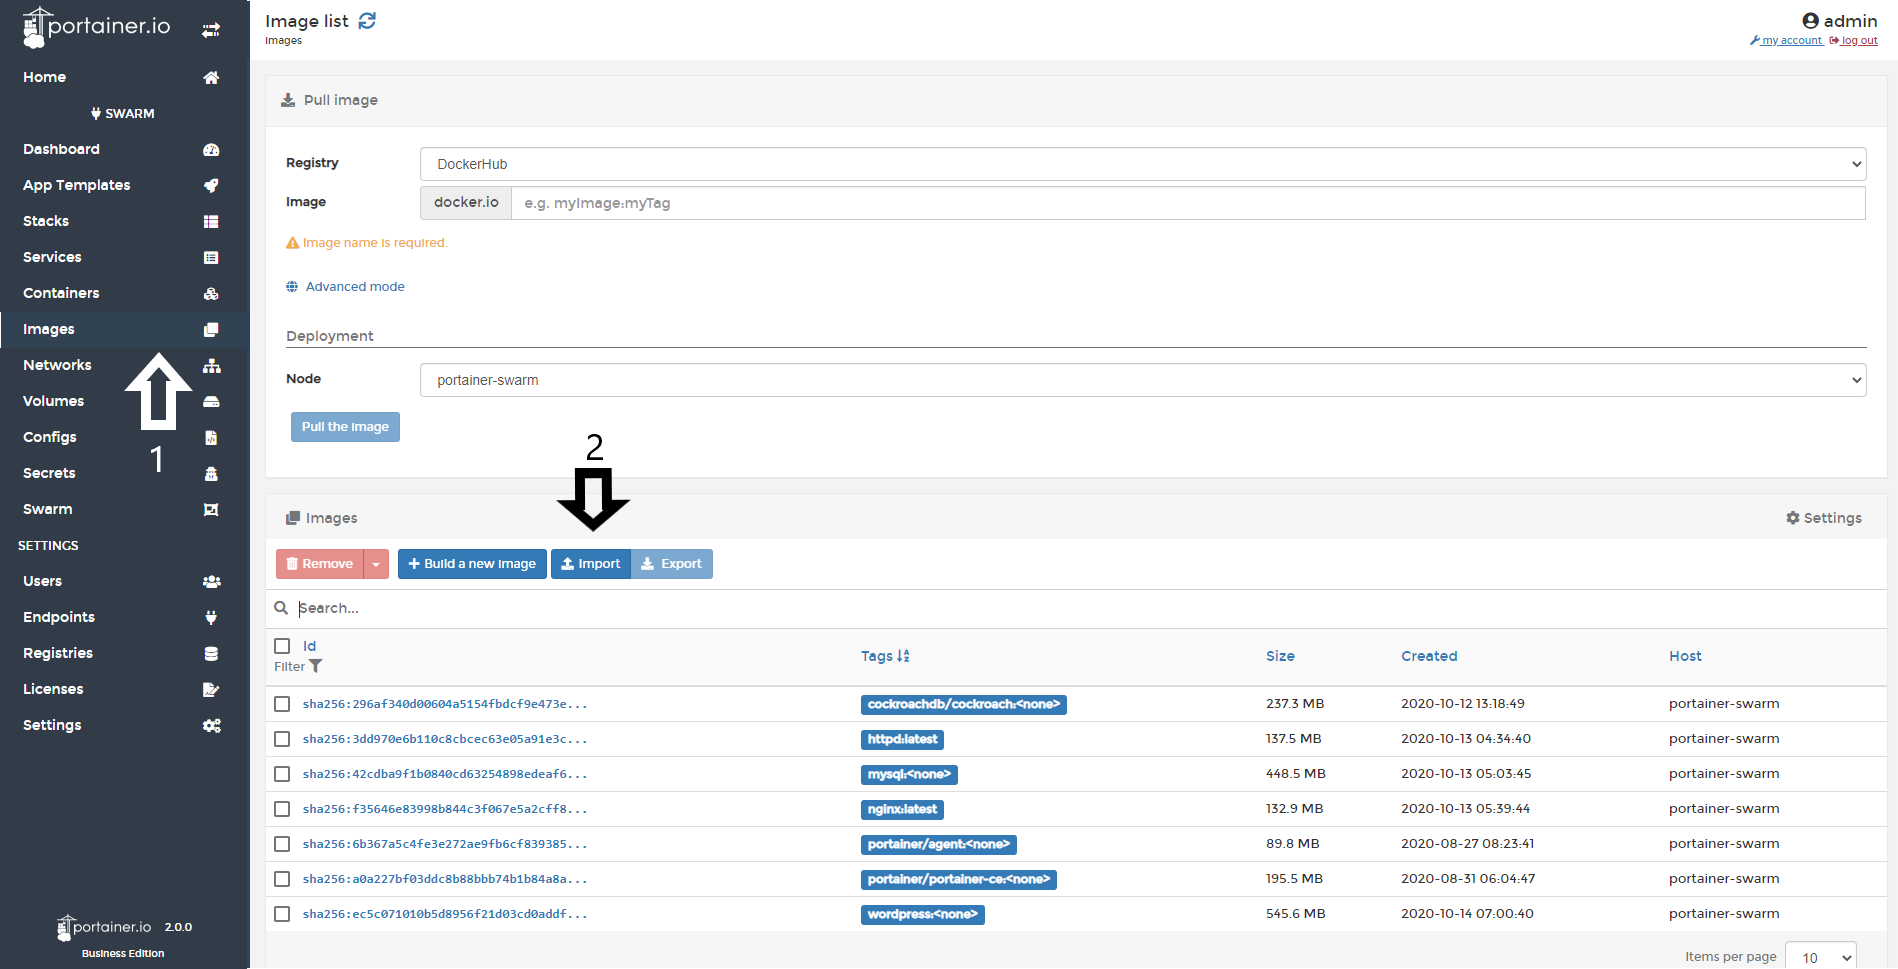 portainer.io
Home
SWARM
Dashboard
App Templates
Stacks
Services
Containers
Images
Networks
Volumes
Configs
Secrets
Swarm
SETTINGS
Users
Endpoints
Registries
Licenses
Settings
portainer.io 2.0.0
Business Edition
1
Image list
Images
admin
my account log out
Pull image
Registry DockerHub
Image docker.io e.g. myImage:myTag
Image name is required.
Advanced mode
Deployment
Node portainer-swarm
Pull the image
2
Images Settings
Remove Build a new image Import Export
Search...
Id Tags Size Created Host
Filter
sha256:296af340d00604a5154fbdcf9e473e... cockroachdb/cockroach:<none> 237.3 MB 2020-10-12 13:18:49 portainer-swarm
sha256:3dd970e6b110c8cbcec63e05a91e3c... httpd:latest 137.5 MB 2020-10-13 04:34:40 portainer-swarm
sha256:42cdba9f1b0840cd63254898edeaf6... mysql:<none> 448.5 MB 2020-10-13 05:03:45 portainer-swarm
sha256:f35646e83998b844c3f067e5a2cff8... nginx:latest 132.9 MB 2020-10-13 05:39:44 portainer-swarm
sha256:6b367a5c4fe3e272ae9fb6cf839385... portainer/agent:<none> 89.8 MB 2020-08-27 08:23:41 portainer-swarm
sha256:a0a227bf03ddc8b88bbb74b1b84a8a... portainer/portainer-ce:<none> 195.5 MB 2020-08-31 06:04:47 portainer-swarm
sha256:ec5c071010b5d8956f21d03cd0addf... wordpress:<none> 545.6 MB 2020-10-14 07:00:40 portainer-swarm
Items per page 10